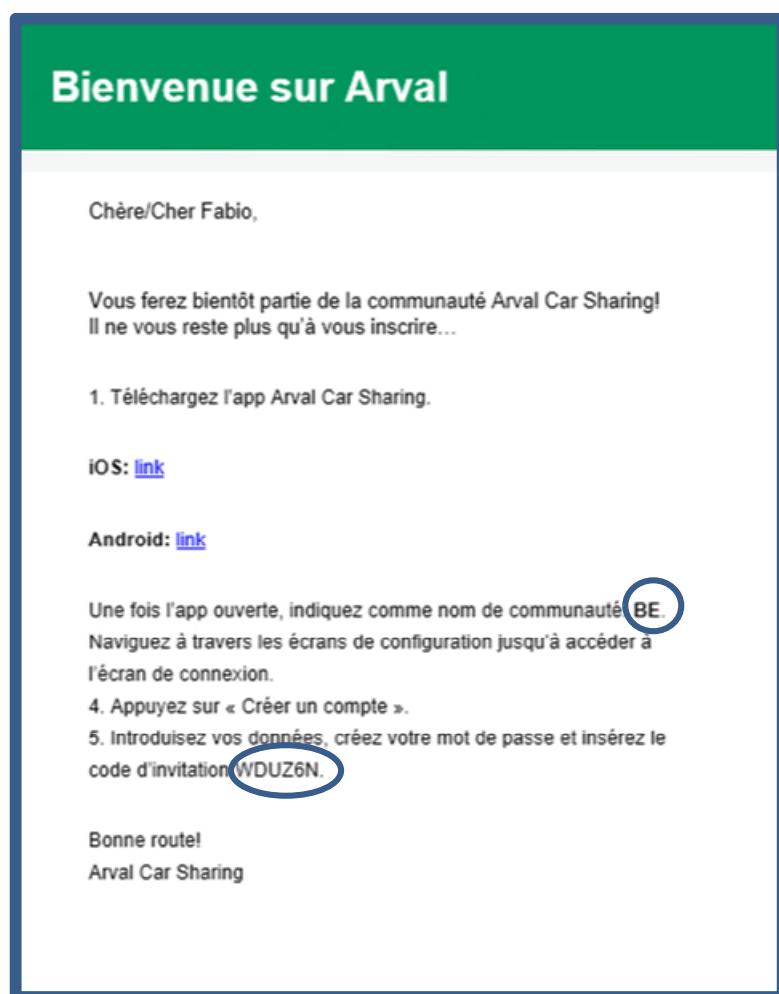 Bienvenue sur Arval
Chère/Cher Fabio,
Vous ferez bientôt partie de la communauté Arval Car Sharing!
Il ne vous reste plus qu'à vous inscrire…
1. Téléchargez l'app Arval Car Sharing.
iOS: link
Android: link
Une fois l'app ouverte, indiquez comme nom de communauté BE.
Naviguez à travers les écrans de configuration jusqu'à accéder à
l'écran de connexion.
4. Appuyez sur « Créer un compte ».
5. Introduisez vos données, créez votre mot de passe et insérez le
code d'invitation WDUZ6N.
Bonne route!
Arval Car Sharing